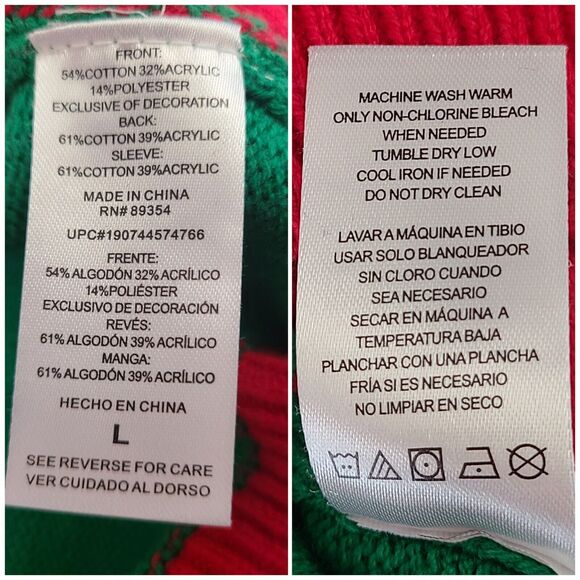 FRONT:
54%COTTON 32%ACRYLIC
14%POLYESTER
EXCLUSIVE OF DECORATION
BACK:
61%COTTON 39%ACRYLIC
SLEEVE:
61%COTTON 39%ACRYLIC
MADE IN CHINA
RN# 89354
UPC#190744574766
FRENTE:
54% ALGODÓN 32% ACRÍLICO
14%POLIÉSTER
EXCLUSIVO DE DECORACIÓN
REVÉS:
61% ALGODÓN 39% ACRÍLICO
MANGA:
61% ALGODÓN 39% ACRÍLICO
HECHO EN CHINA
L
SEE REVERSE FOR CARE
VER CUIDADO AL DORSO
MACHINE WASH WARM
ONLY NON-CHLORINE BLEACH
WHEN NEEDED
TUMBLE DRY LOW
COOL IRON IF NEEDED
DO NOT DRY CLEAN
LAVAR A MÁQUINA EN TIBIO
USAR SOLO BLANQUEADOR
SIN CLORO CUANDO
SEA NECESARIO
SECAR EN MÁQUINA A
TEMPERATURA BAJA
PLANCHAR CON UNA PLANCHA
FRÍA SI ES NECESARIO
NO LIMPIAR EN SECO